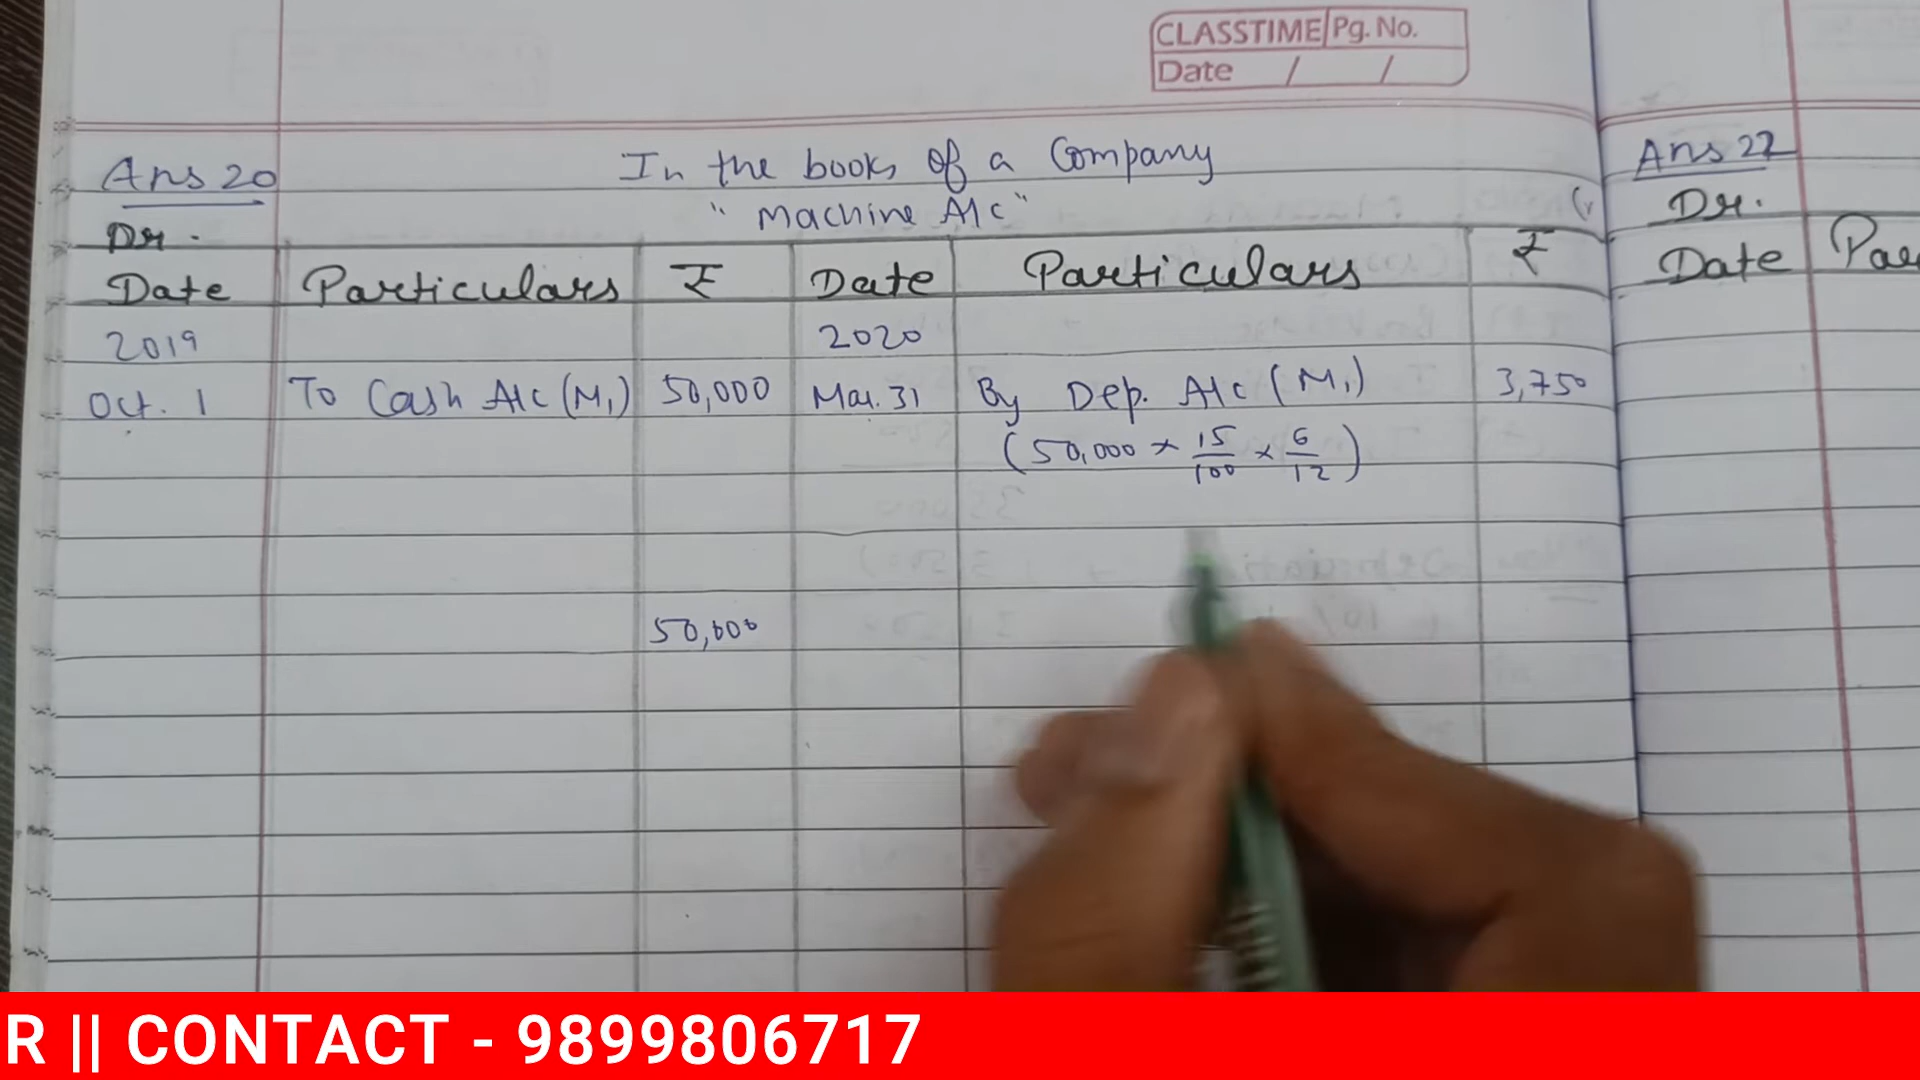 CLASSTIME Pg. No.
Date / /
Ans 20 In the books of a Company
"Machine A/c"
Dr.
Date Particulars ₹ Date Particulars ₹
2019 2020
Oct. 1 To Cash A/c (M₁) 50,000 Mar. 31 By Dep. A/c (M₁) 3,750
(50,000 × 15/100 × 6/12)
50,000
Ans 22
Dr.
Date Par
R || CONTACT - 9899806717